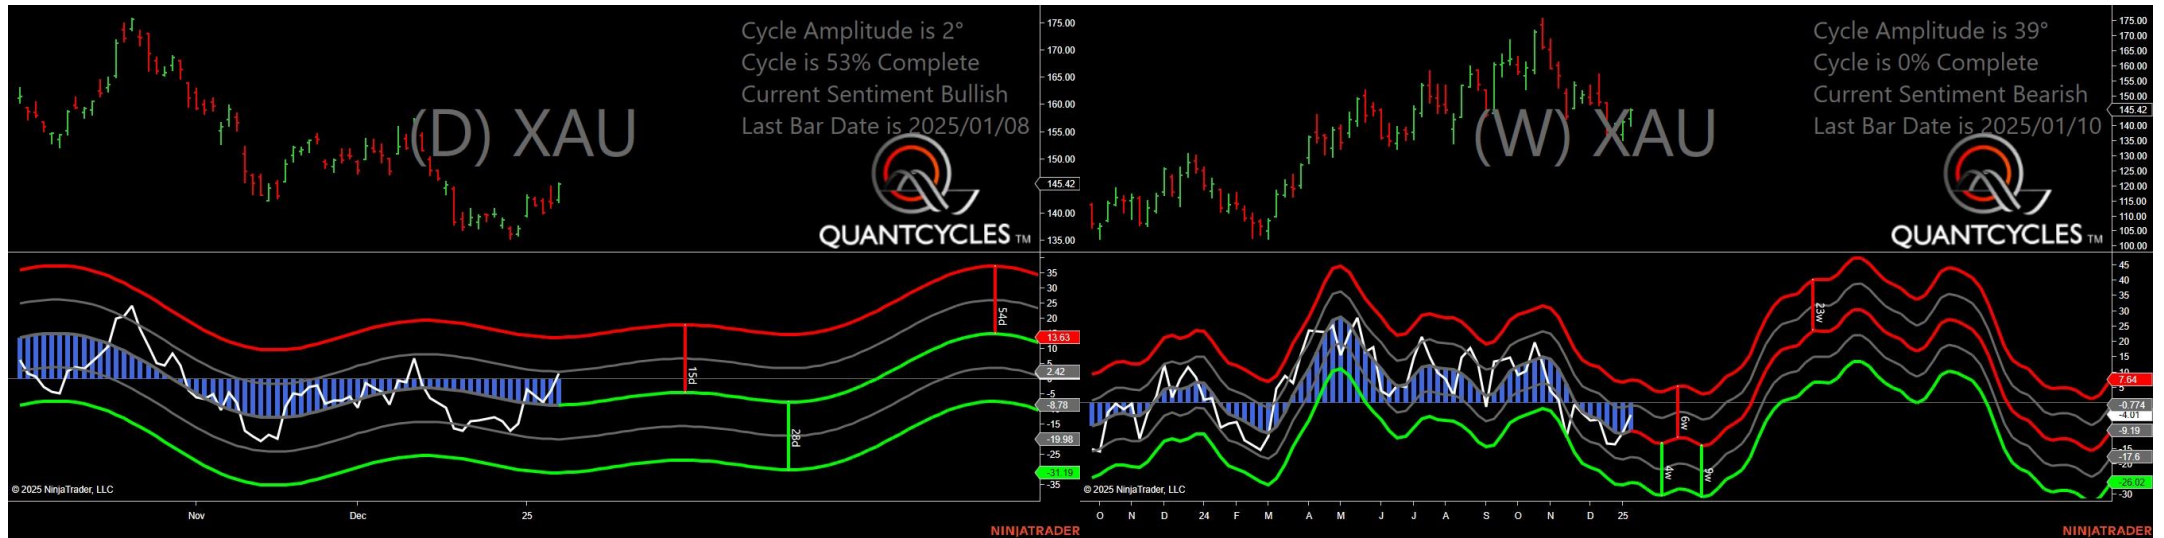 Cycle Amplitude is 2°
Cycle is 53% Complete
Current Sentiment Bullish
Last Bar Date is 2025/01/08
(D) XAU
QUANTCYCLES TM
175.00
170.00
165.00
160.00
155.00
150.00
145.42
140.00
135.00
35
30
25
20
13.63
10
5
2.42
-5
-8.78
-15
-19.98
-25
-31.19
-35
15d
28d
54d
© 2025 NinjaTrader, LLC
Nov
Dec
25
NINJATRADER
Cycle Amplitude is 39°
Cycle is 0% Complete
Current Sentiment Bearish
Last Bar Date is 2025/01/10
(W) XAU
QUANTCYCLES TM
175.00
170.00
165.00
160.00
155.00
150.00
145.42
140.00
135.00
130.00
125.00
120.00
115.00
110.00
105.00
100.00
45
40
35
30
25
20
15
7.64
5
-0.774
-4.01
-9.19
-15
-17.6
-20
-26.02
-30
6w
4w
9w
23w
© 2025 NinjaTrader, LLC
O N D 24 F M A M J J A S O N D 25
NINJATRADER